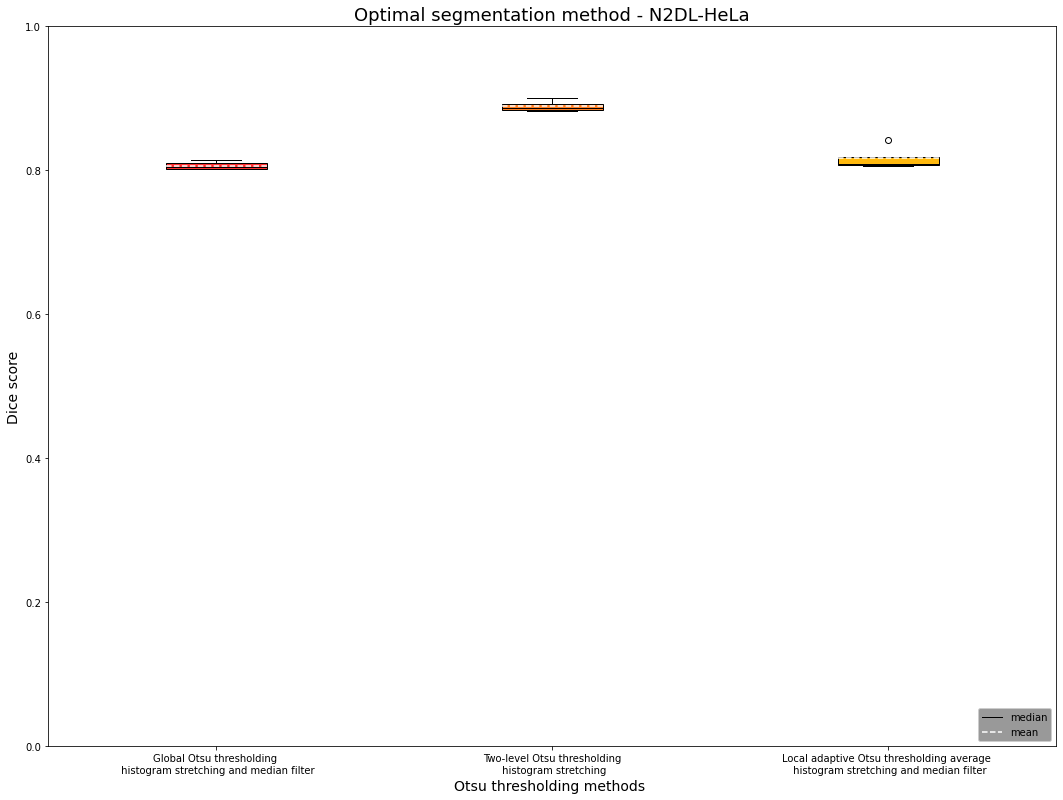 Optimal segmentation method - N2DL-HeLa
1.0
0.8
0.6
0.4
0.2
0.0
Dice score
median
mean
Global Otsu thresholding
histogram stretching and median filter
Two-level Otsu thresholding
histogram stretching
Local adaptive Otsu thresholding average
histogram stretching and median filter
Otsu thresholding methods